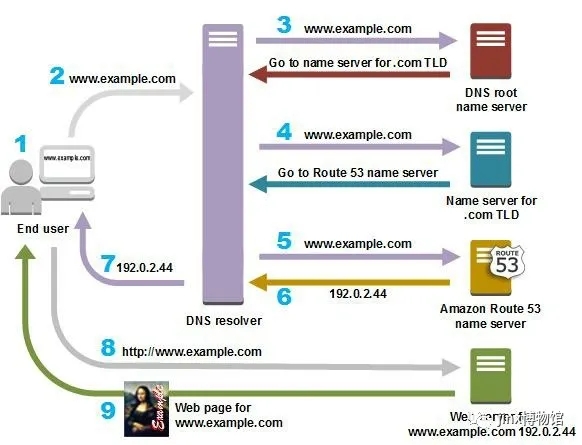 3 www.example.com
Go to name server for .com TLD
DNS root
name server
2 www.example.com
1
www.example.com
End user
4 www.example.com
Go to Route 53 name server
Name server for
.com TLD
5 www.example.com
ROUTE
53
6 192.0.2.44
Amazon Route 53
name server
7 192.0.2.44
DNS resolver
8 http://www.example.com
9
Example
Web page for
www.example.com
博物馆
www.example.com 192.0.2.44